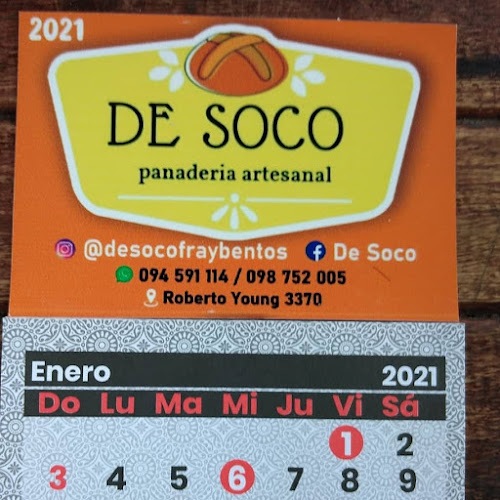 2021
DE SOCO
panaderia artesanal
@desocofraybentos De Soco
094 591 114 / 098 752 005
Roberto Young 3370
Enero 2021
Do Lu Ma Mi Ju Vi Sá
1 2
3 4 5 6 7 8 9